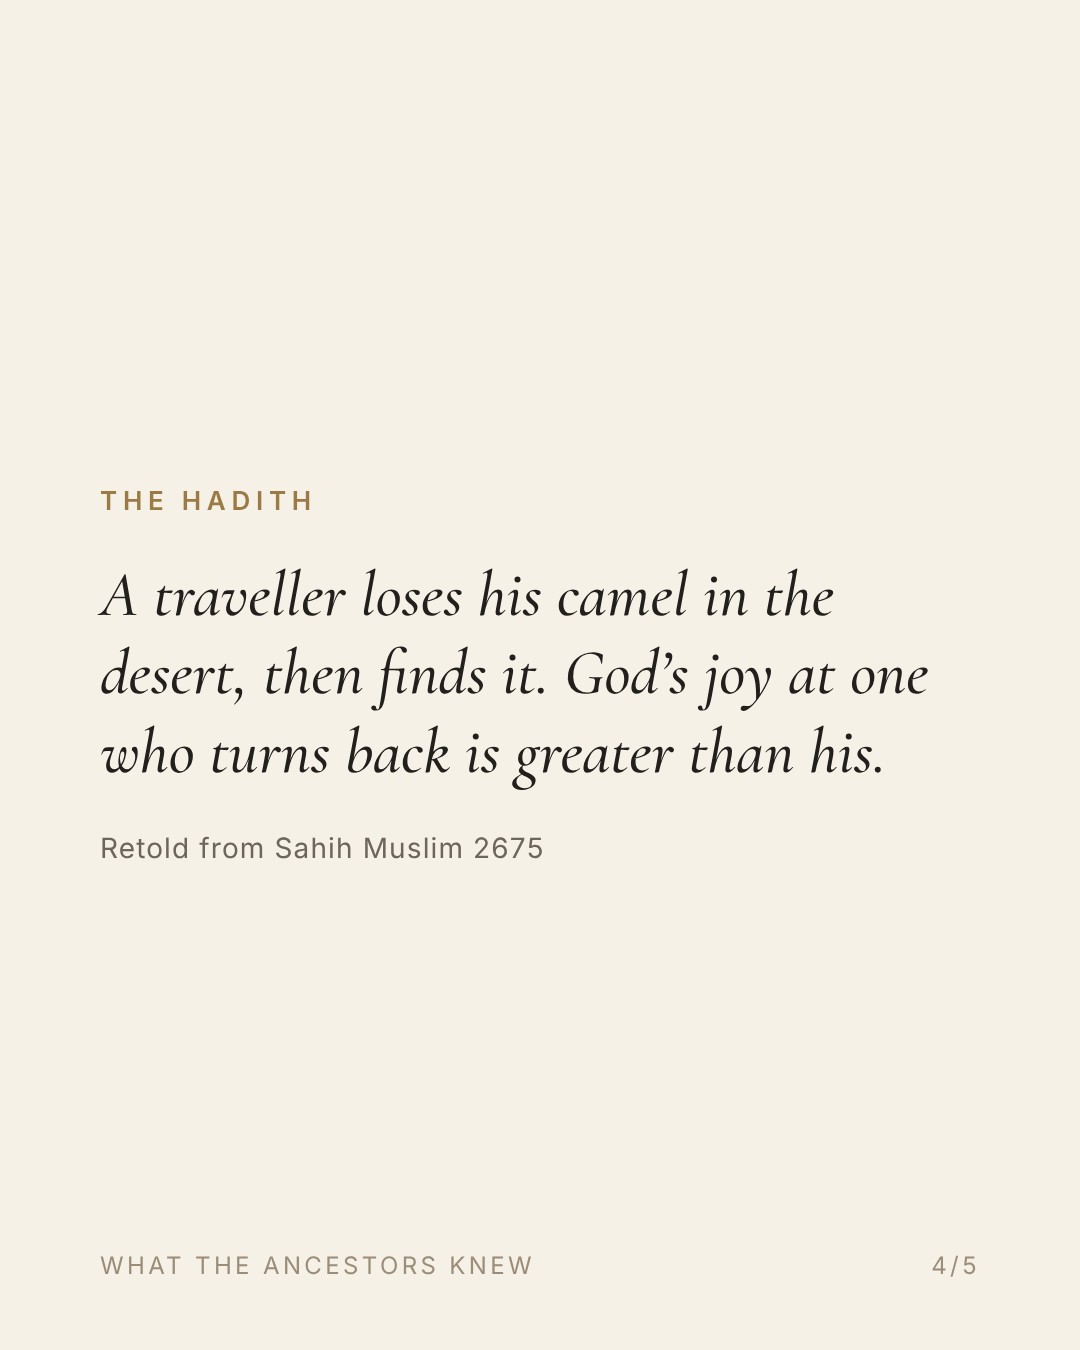 THE HADITH
A traveller loses his camel in the
desert, then finds it. God’s joy at one
who turns back is greater than his.
Retold from Sahih Muslim 2675
WHAT THE ANCESTORS KNEW
4/5